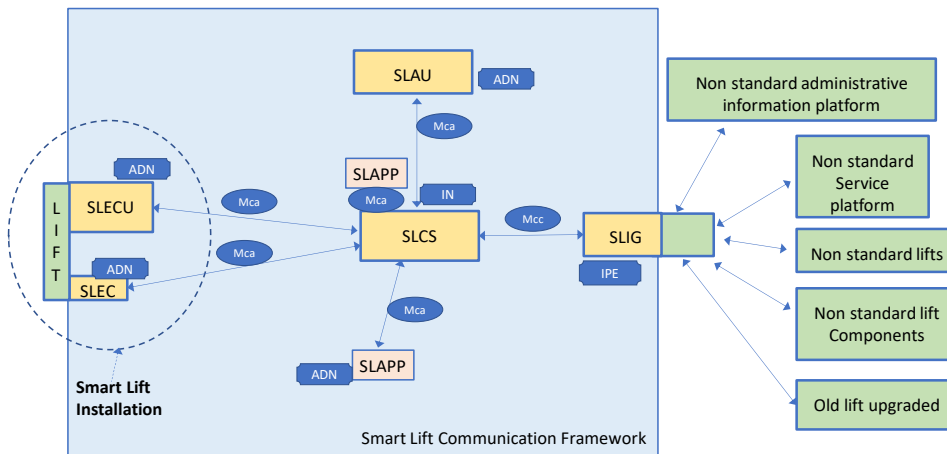 SLAU
ADN
Mca
Non standard administrative
information platform
ADN
SLAPP
Mca
IN
Non standard
Service
platform
L
I
F
T
SLECU
Mca
SLCS
Mcc
SLIG
Non standard lifts
ADN
SLEC
Mca
IPE
Mca
Non standard lift
Components
ADN
SLAPP
Smart Lift
Installation
Old lift upgraded
Smart Lift Communication Framework